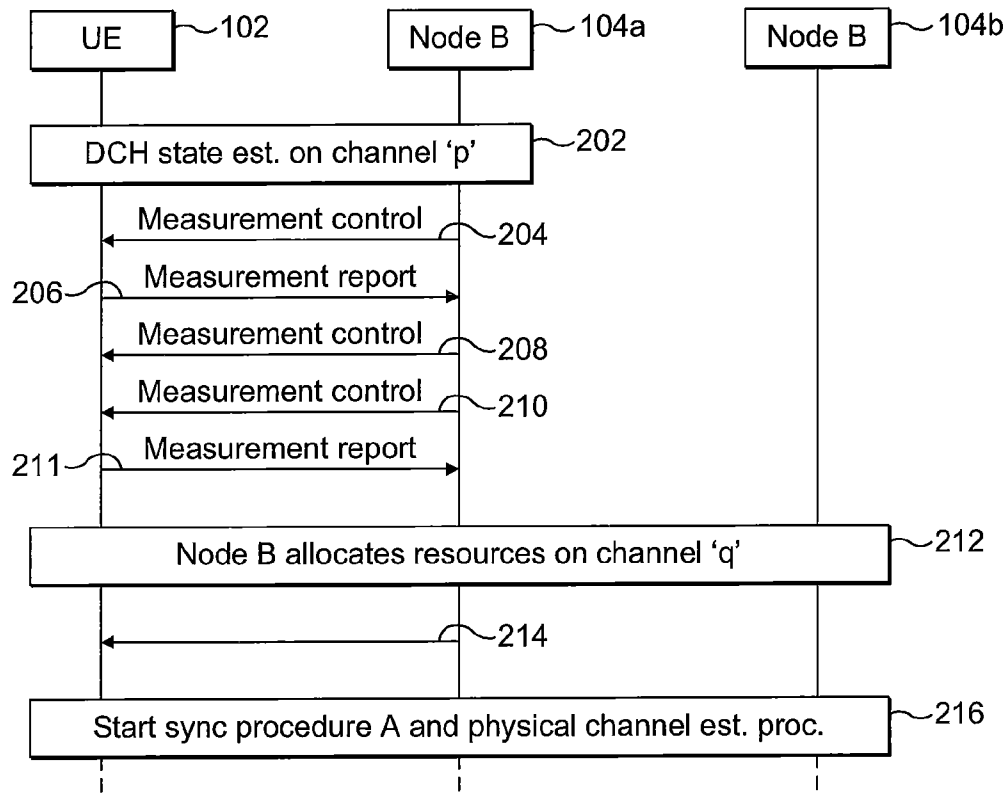 UE 102 Node B 104a Node B 104b
DCH state est. on channel ‘p’ 202
Measurement control
204
Measurement report
206
Measurement control
208
Measurement control
210
Measurement report
211
Node B allocates resources on channel ‘q’ 212
214
Start sync procedure A and physical channel est. proc. 216